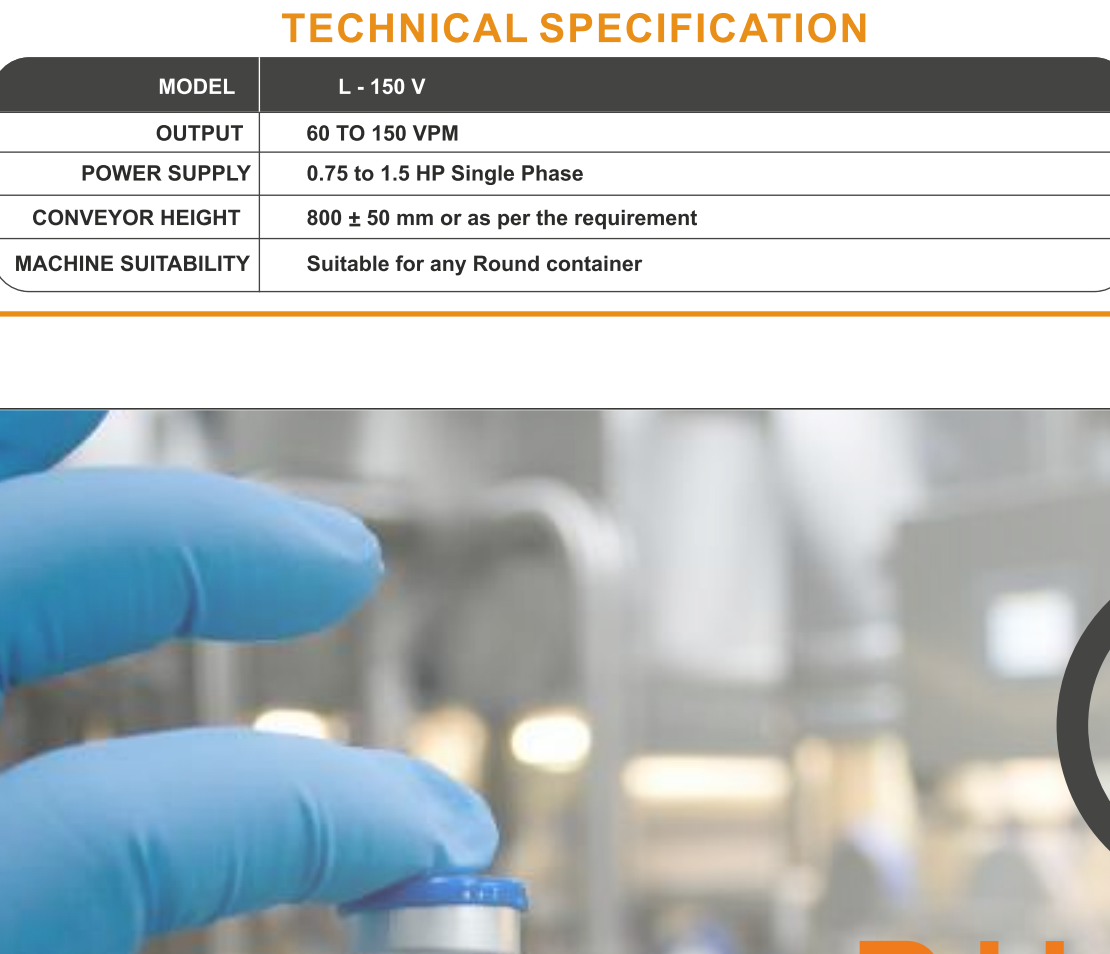 TECHNICAL SPECIFICATION
MODEL L - 150 V
OUTPUT 60 TO 150 VPM
POWER SUPPLY 0.75 to 1.5 HP Single Phase
CONVEYOR HEIGHT 800 ± 50 mm or as per the requirement
MACHINE SUITABILITY Suitable for any Round container